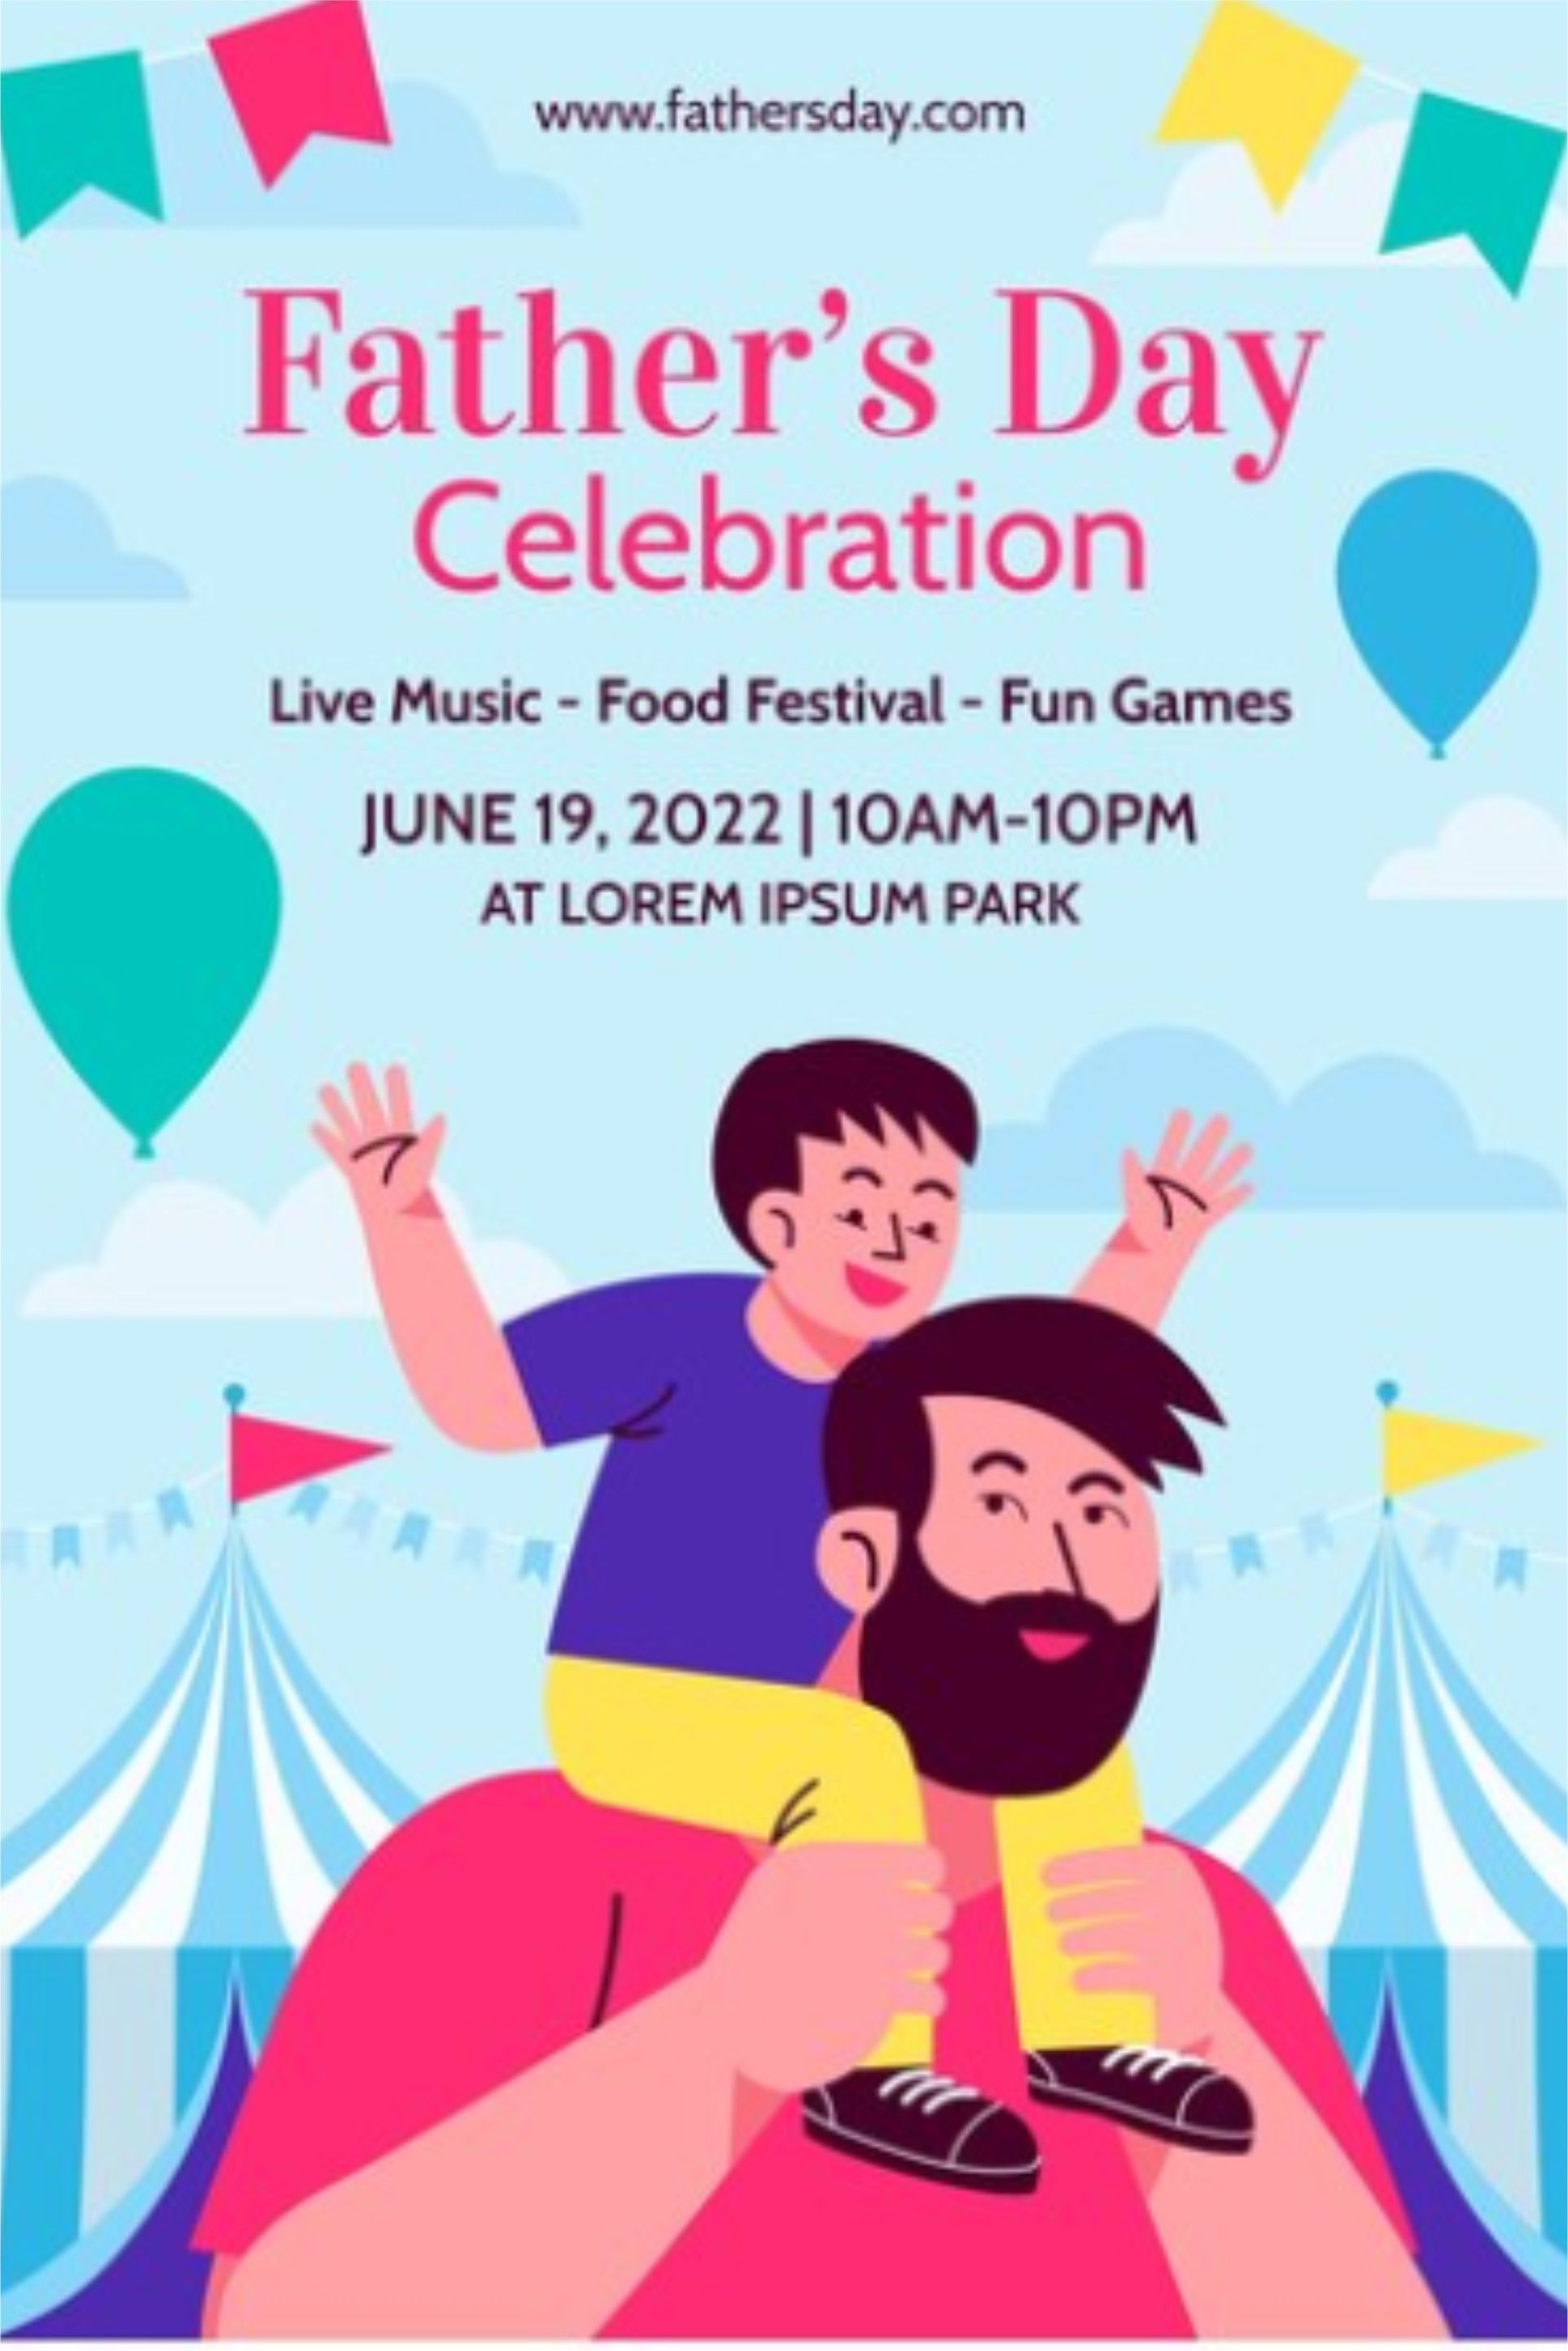 www.fathersday.com
Father's Day
Celebration
Live Music - Food Festival - Fun Games
JUNE 19, 2022 | 10AM-10PM
AT LOREM IPSUM PARK